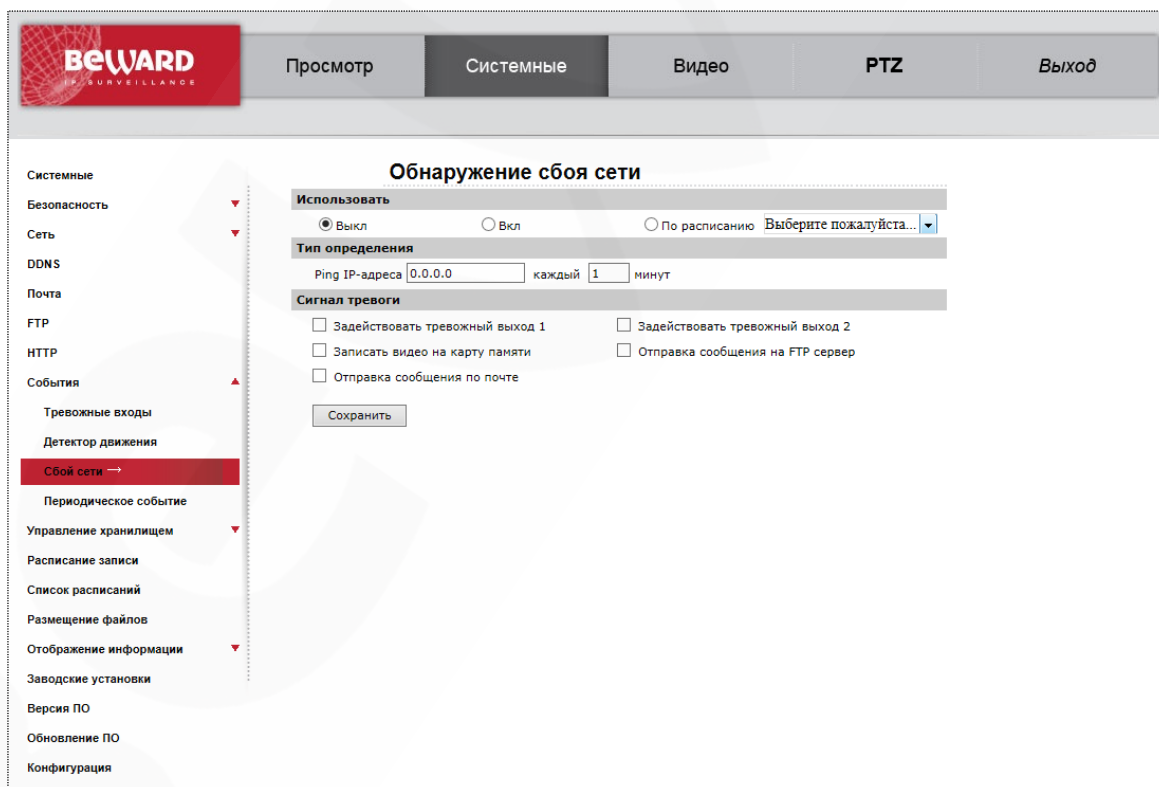 BEWARD
IP SURVEILLANCE
Просмотр
Системные
Видео
PTZ
Выход
Системные
Безопасность
Сеть
DDNS
Почта
FTP
HTTP
События
Тревожные входы
Детектор движения
Сбой сети →
Периодическое событие
Управление хранилищем
Расписание записи
Список расписаний
Размещение файлов
Отображение информации
Заводские установки
Версия ПО
Обновление ПО
Конфигурация
Обнаружение сбоя сети
Использовать
Выкл Вкл По расписанию Выберите пожалуйста...
Тип определения
Ping IP-адреса 0.0.0.0 каждый 1 минут
Сигнал тревоги
Задействовать тревожный выход 1 Задействовать тревожный выход 2
Записать видео на карту памяти Отправка сообщения на FTP сервер
Отправка сообщения по почте
Сохранить